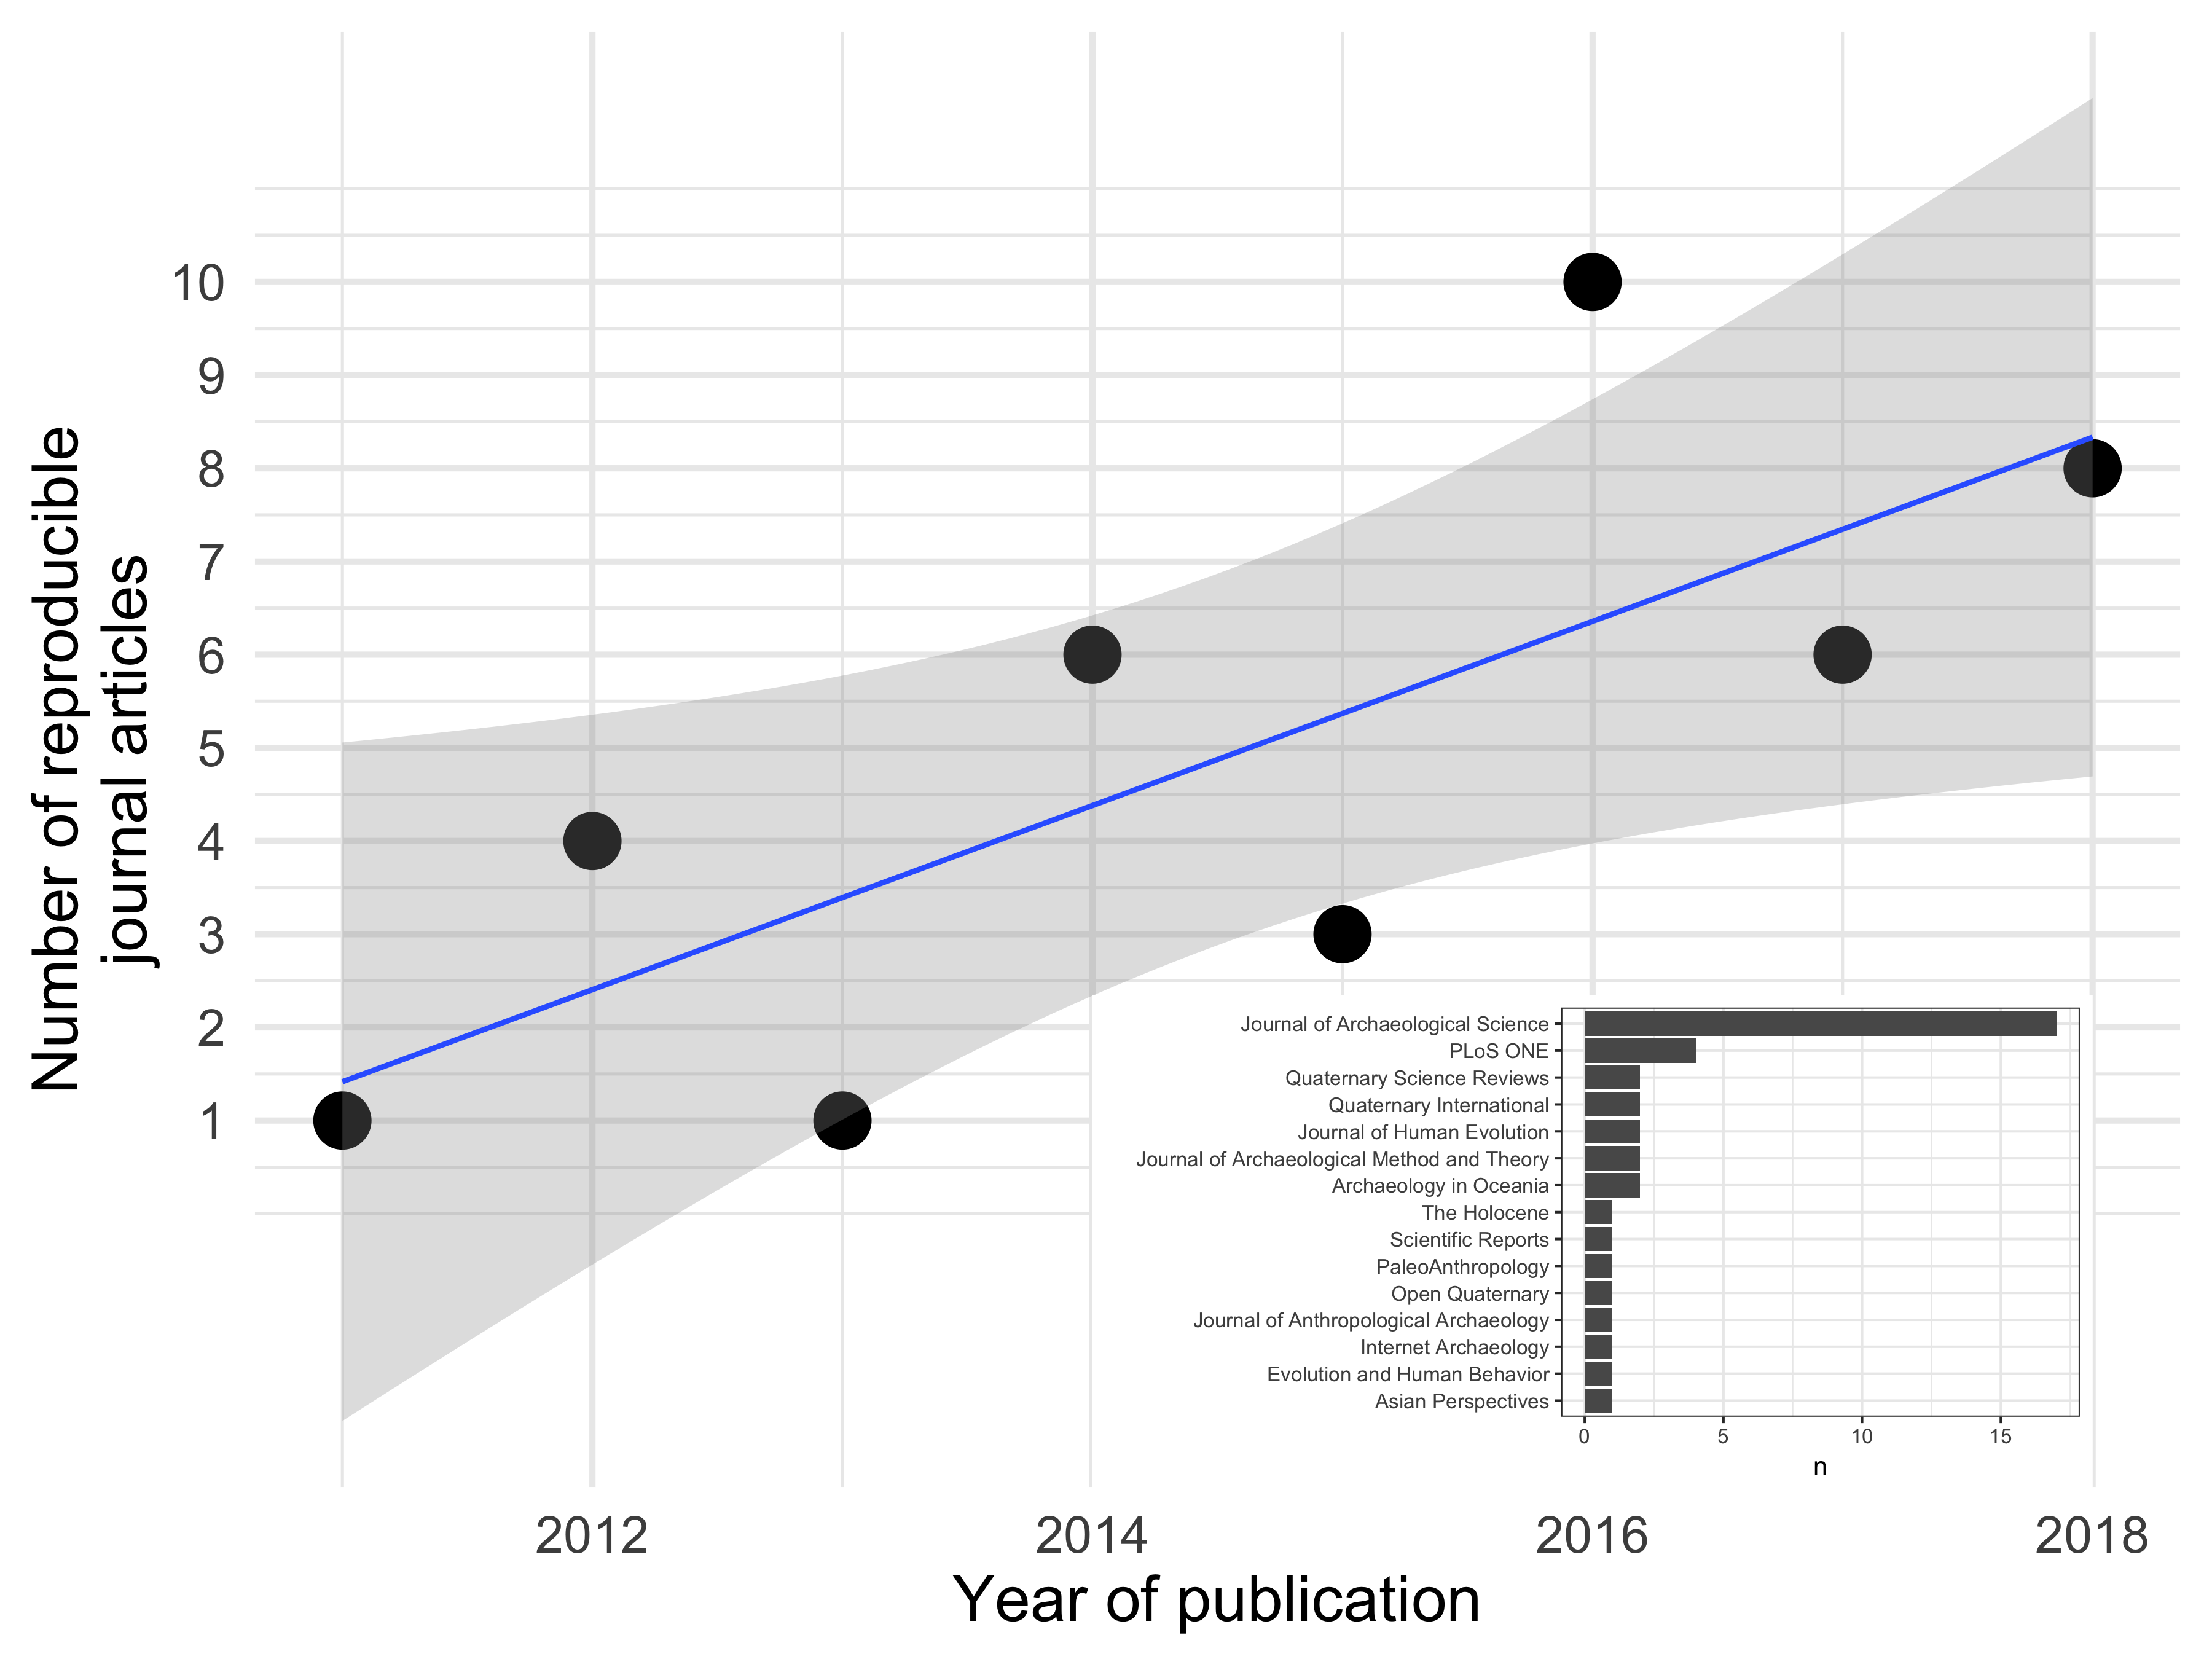 Number of reproducible
journal articles
10
9
8
7
6
5
4
3
2
1
Journal of Archaeological Science
PLoS ONE
Quaternary Science Reviews
Quaternary International
Journal of Human Evolution
Journal of Archaeological Method and Theory
Archaeology in Oceania
The Holocene
Scientific Reports
PaleoAnthropology
Open Quaternary
Journal of Anthropological Archaeology
Internet Archaeology
Evolution and Human Behavior
Asian Perspectives
0 5 10 15
n
2012 2014 2016 2018
Year of publication